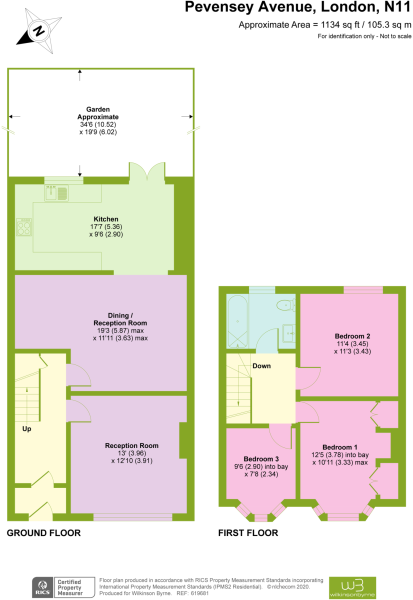 Pevensey Avenue, London, N11
Approximate Area = 1134 sq ft / 105.3 sq m
For identification only - Not to scale
N
Garden
Approximate
34'6 (10.52)
x 19'9 (6.02)
Kitchen
17'7 (5.36)
x 9'6 (2.90)
Dining /
Reception Room
19'3 (5.87) max
x 11'11 (3.63) max
Up
Reception Room
13' (3.96)
x 12'10 (3.91)
GROUND FLOOR
Bedroom 2
11'4 (3.45)
x 11'3 (3.43)
Down
Bedroom 1
12'5 (3.78) into bay
x 10'11 (3.33) max
Bedroom 3
9'6 (2.90) into bay
x 7'8 (2.34)
FIRST FLOOR
RICS
Certified
Property
Measurer
Floor plan produced in accordance with RICS Property Measurement Standards incorporating
International Property Measurement Standards (IPMS2 Residential). © nichecom 2020.
Produced for Wilkinson Byrne. REF: 619681
wilkinsonbyrne